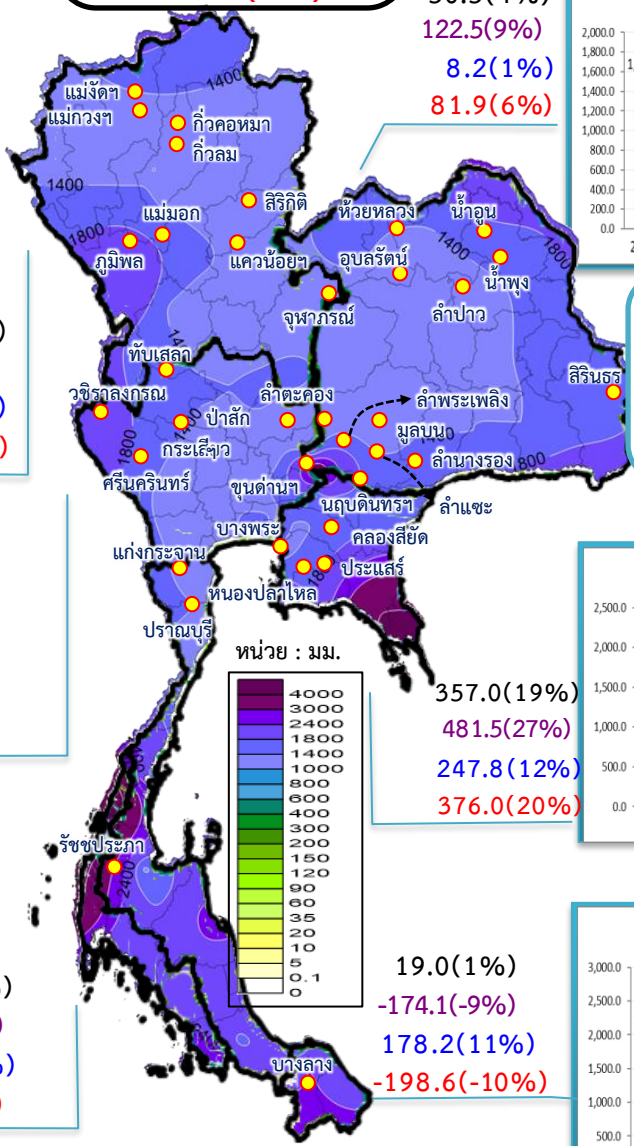 122.5(9%)
8.2(1%)
81.9(6%)
2,000.0
1,800.0
1,600.0
1,400.0
1,200.0
1,000.0
800.0
600.0
400.0
200.0
0.0
1400
แม่งัดฯ
แม่กวงฯ
กิ่วคอหมา
กิ่วลม
1400
สิริกิติ์
แม่มอก
1800
ภูมิพล
แควน้อยฯ
ห้วยหลวง
น้ำอูน
1400
1800
อุบลรัตน์
น้ำพุง
จุฬาภรณ์
ลำปาว
ทับเสลา
สิรินธร
วชิราลงกรณ
ลำตะคอง
ลำพระเพลิง
ป่าสัก
1400
มูลบน
1800
กระเสียว
1400
ลำนางรอง
800
ศรีนครินทร์
ขุนด่านฯ
ลำแซะ
นฤบดินทรฯ
บางพระ
คลองสียัด
แก่งกระจาน
ประแสร์
หนองปลาไหล
ปราณบุรี
หน่วย : มม.
4000
3000
2400
1800
1400
1000
800
600
400
300
200
150
120
90
60
35
20
10
5
0.1
0
357.0(19%)
481.5(27%)
247.8(12%)
376.0(20%)
2,500.0
2,000.0
1,500.0
1,000.0
500.0
0.0
รัชชประภา
2400
19.0(1%)
-174.1(-9%)
178.2(11%)
-198.6(-10%)
บางลาง
3,000.0
2,500.0
2,000.0
1,500.0
1,000.0
500.0